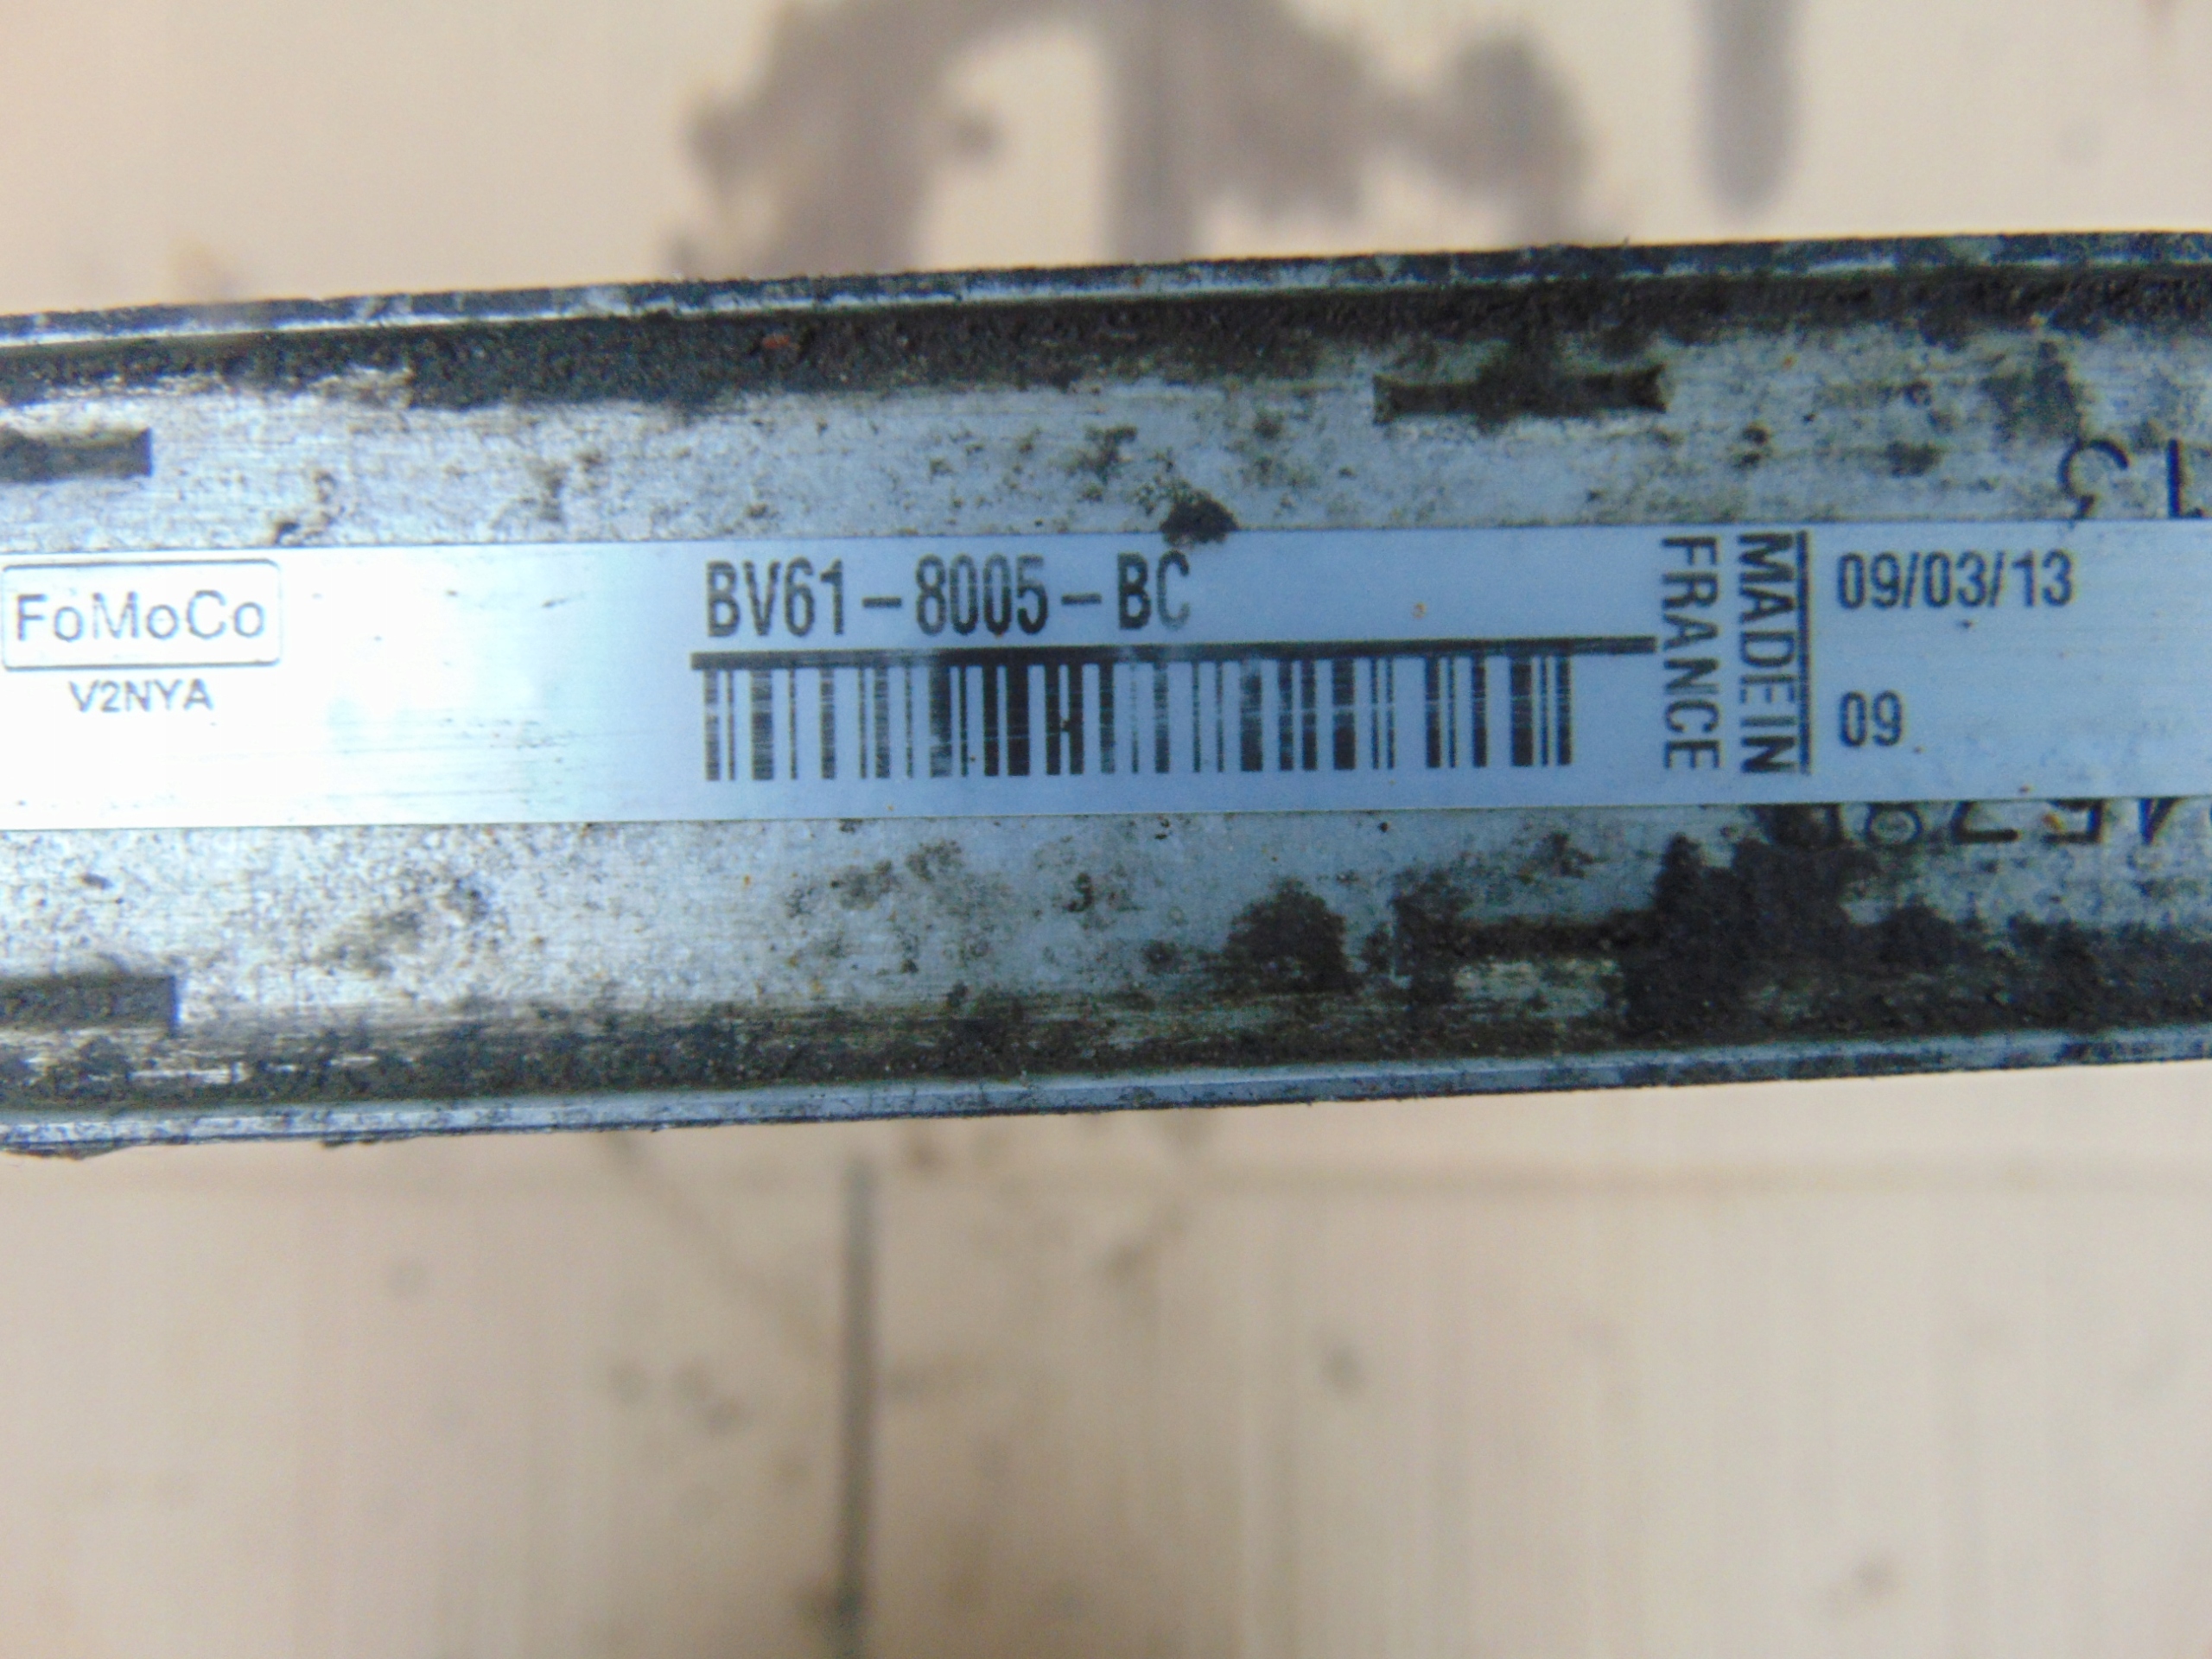 FoMoCo
V2NYA
BV61-8005-BC
MADE IN
FRANCE
09/03/13
09